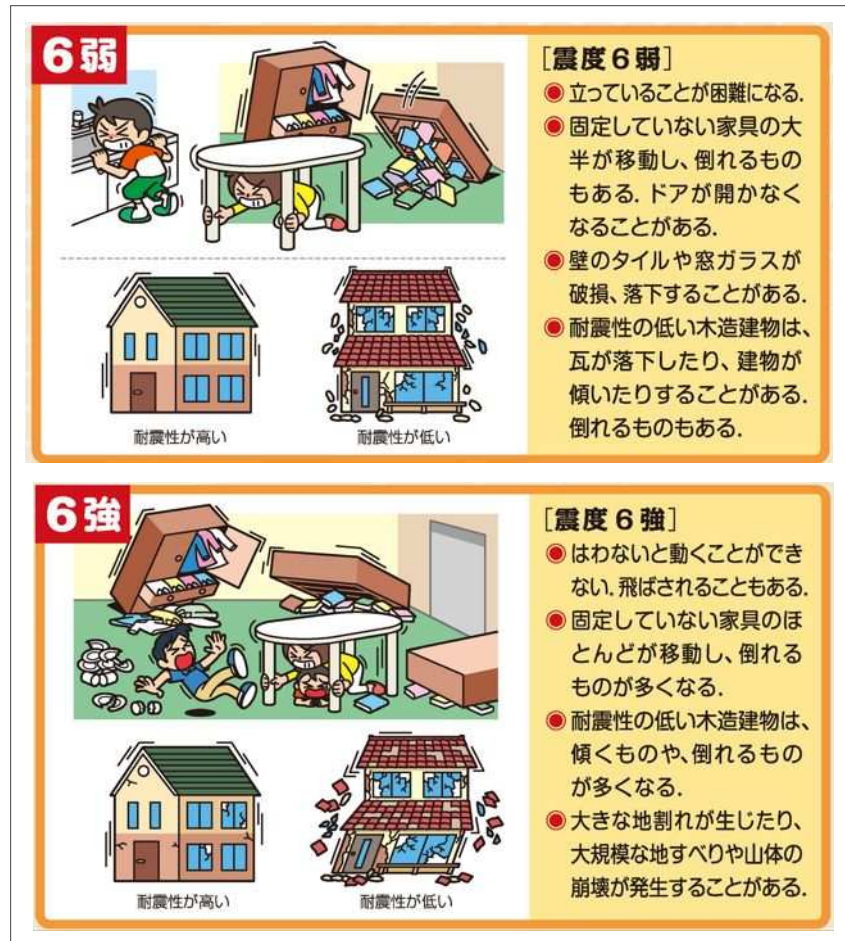 6弱
[震度6弱]
◉ 立っていることが困難になる.
◉ 固定していない家具の大
半が移動し、倒れるもの
もある. ドアが開かなく
なることがある.
◉ 壁のタイルや窓ガラスが
破損、落下することがある.
◉ 耐震性の低い木造建物は、
瓦が落下したり、建物が
傾いたりすることがある.
倒れるものもある.
耐震性が高い
耐震性が低い
6強
[震度6強]
◉ はわないと動くことができ
ない. 飛ばされることもある.
◉ 固定していない家具のほ
とんどが移動し、倒れる
ものが多くなる.
◉ 耐震性の低い木造建物は、
傾くものや、倒れるもの
が多くなる.
◉ 大きな地割れが生じたり、
大規模な地すべりや山体の
崩壊が発生することがある.
耐震性が高い
耐震性が低い